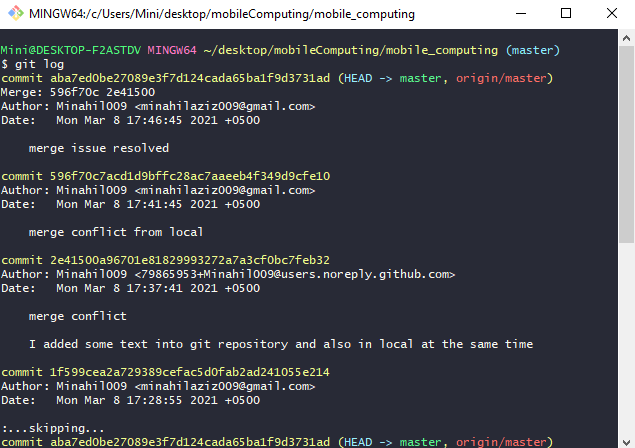 MINGW64:/c/Users/Mini/desktop/mobileComputing/mobile_computing
Mini@DESKTOP-F2ASTDV MINGW64 ~/desktop/mobileComputing/mobile_computing (master)
$ git log
commit aba7ed0be27089e3f7d124cada65ba1f9d3731ad (HEAD -> master, origin/master)
Merge: 596f70c 2e41500
Author: Minahil009 <minahilaziz009@gmail.com>
Date:   Mon Mar 8 17:46:45 2021 +0500
    merge issue resolved
commit 596f70c7acd1d9bffc28ac7aaeeb4f349d9cfe10
Author: Minahil009 <minahilaziz009@gmail.com>
Date:   Mon Mar 8 17:41:45 2021 +0500
    merge conflict from local
commit 2e41500a96701e81829993272a7a3cf0bc7feb32
Author: Minahil009 <79865953+Minahil009@users.noreply.github.com>
Date:   Mon Mar 8 17:37:41 2021 +0500
    merge conflict
    I added some text into git repository and also in local at the same time
commit 1f599cea2a729389cefac5d0fab2ad241055e214
Author: Minahil009 <minahilaziz009@gmail.com>
Date:   Mon Mar 8 17:28:55 2021 +0500
:...skipping...
commit aba7ed0be27089e3f7d124cada65ba1f9d3731ad (HEAD -> master, origin/master)